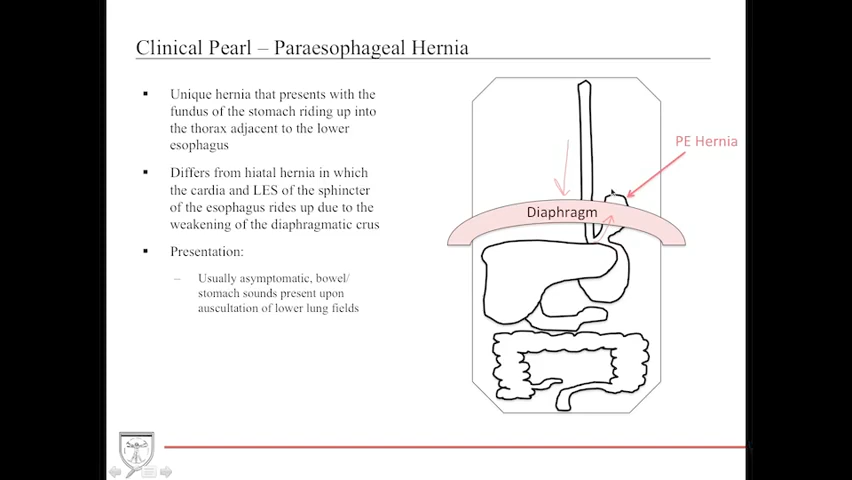 Clinical Pearl – Paraesophageal Hernia
▪ Unique hernia that presents with the
fundus of the stomach riding up into
the thorax adjacent to the lower
esophagus
▪ Differs from hiatal hernia in which
the cardia and LES of the sphincter
of the esophagus rides up due to the
weakening of the diaphragmatic crus
▪ Presentation:
– Usually asymptomatic, bowel/
stomach sounds present upon
auscultation of lower lung fields
PE Hernia
Diaphragm